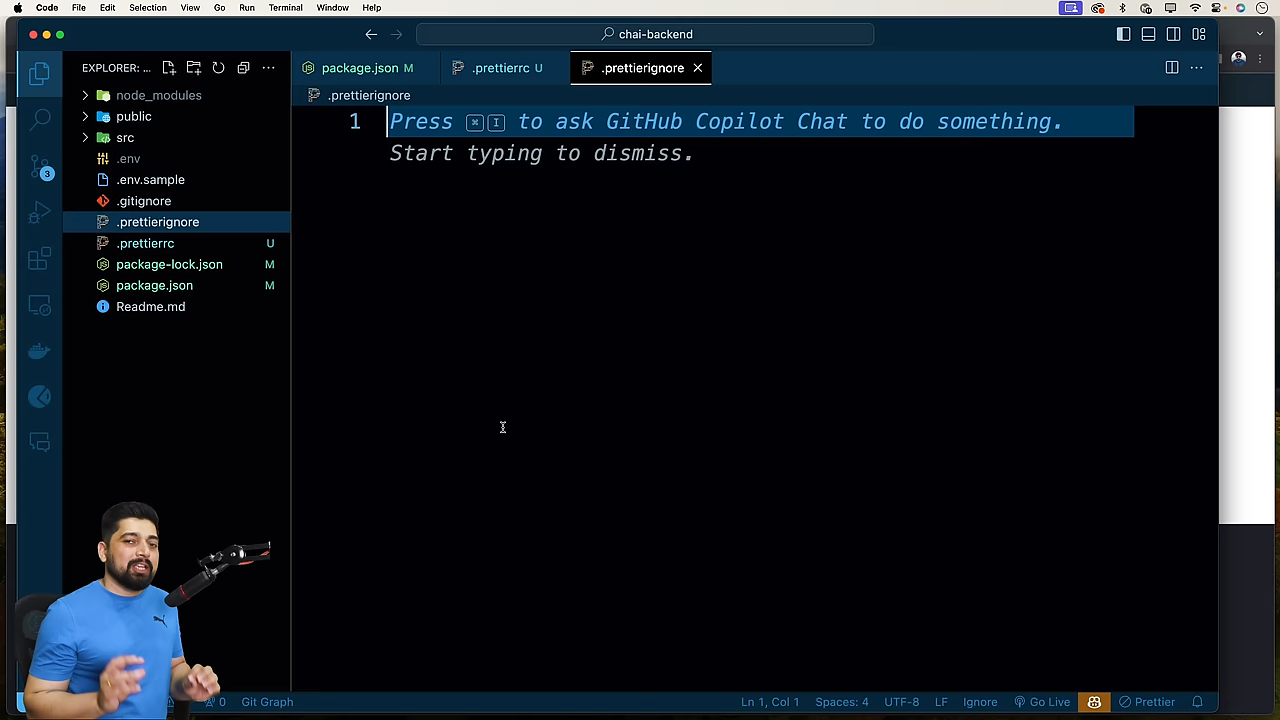 Code File Edit Selection View Go Run Terminal Window Help
chai-backend
EXPLORER: ...
package.json M
.prettierrc U
.prettierignore
.prettierignore
node_modules
public
src
.env
.env.sample
.gitignore
.prettierignore
.prettierrc U
package-lock.json M
package.json M
Readme.md
3
1 Press ⌘ I to ask GitHub Copilot Chat to do something.
Start typing to dismiss.
0 Git Graph Ln 1, Col 1 Spaces: 4 UTF-8 LF Ignore Go Live Prettier